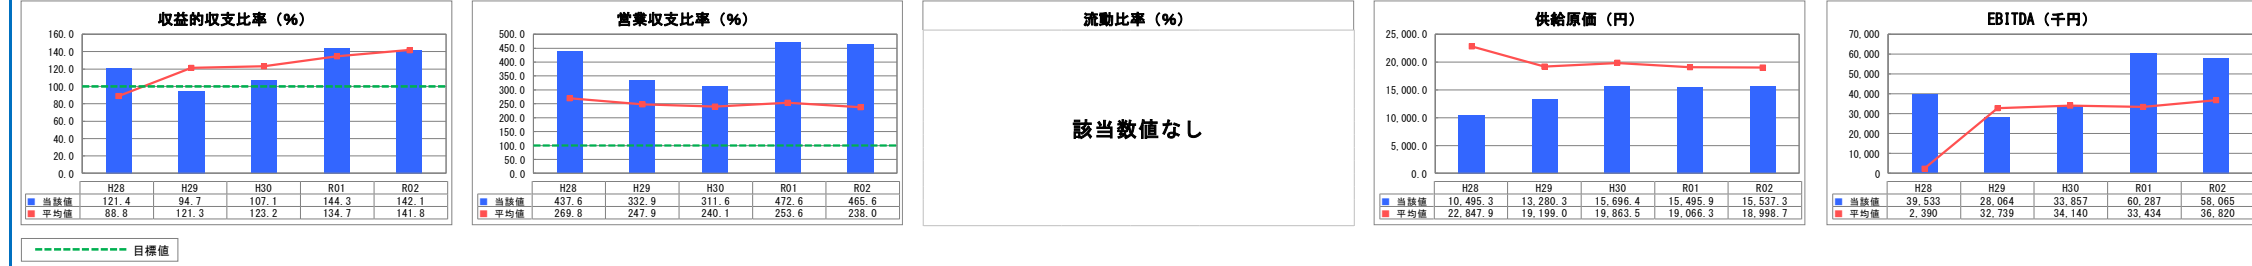 収益的収支比率（％）
160.0
140.0
120.0
100.0
80.0
60.0
40.0
20.0
0.0
H28 H29 H30 R01 R02
当該値 121.4 94.7 107.1 144.3 142.1
平均値 88.8 121.3 123.2 134.7 141.8
営業収支比率（％）
500.0
450.0
400.0
350.0
300.0
250.0
200.0
150.0
100.0
50.0
0.0
H28 H29 H30 R01 R02
当該値 437.6 332.9 311.6 472.6 465.6
平均値 269.8 247.9 240.1 253.6 238.0
流動比率（％）
該当数値なし
供給原価（円）
25,000.0
20,000.0
15,000.0
10,000.0
5,000.0
0.0
H28 H29 H30 R01 R02
当該値 10,495.3 13,280.3 15,696.4 15,495.9 15,537.3
平均値 22,847.9 19,199.0 19,863.5 19,066.3 18,998.7
EBITDA（千円）
70,000
60,000
50,000
40,000
30,000
20,000
10,000
0
H28 H29 H30 R01 R02
当該値 39,533 28,064 33,857 60,287 58,065
平均値 2,390 32,739 34,140 33,434 36,820
目標値